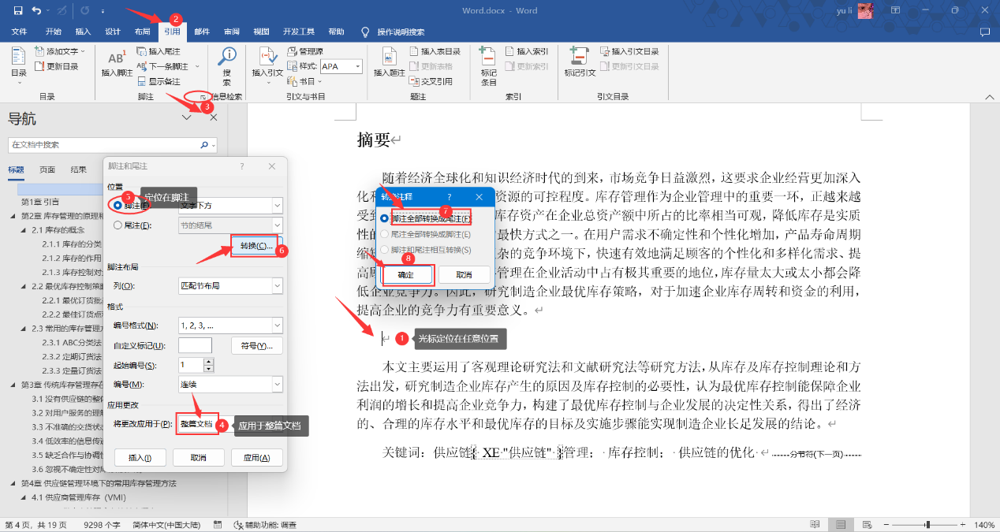 Word.docx - Word
yu li
文件 开始 插入 设计 布局 引用 邮件 审阅 视图 开发工具 帮助 操作说明搜索
2
目录
添加文字
更新目录
目录
AB1
插入脚注
插入尾注
下一条脚注
显示备注
脚注
搜索
信息检索
3
插入引文
管理源
样式: APA
书目
引文与书目
插入题注
插入表目录
更新表格
交叉引用
题注
标记条目
插入索引
更新索引
索引
标记引文
插入引文目录
更新引文目录
引文目录
导航
在文档中搜索
标题 页面 结果
第1章 引言
第2章 库存管理的原理和
2.1 库存的概念
2.1.1 库存的分类
2.1.2 库存的作用
2.1.3 库存控制对
2.2 最优库存控制策
2.2.1 最优订货批
2.2.2 最佳订货点
2.3 常用的库存管理
2.3.1 ABC分类法
2.3.2 定期订货法
2.3.3 定量订货法
第3章 传统库存管理存在
3.1 没有供应链的整
3.2 对用户服务的理解
3.3 不准确的交货状
3.4 低效率的信息传
3.5 缺乏合作与协调
3.6 忽视不确定性对
第4章 供应链管理环境下的常用库存管理方法
4.1 供应商管理库存（VMI）
脚注和尾注
?
位置
5
脚注(F):
定位在脚注
文字下方
尾注(E):
节的结尾
转换(C)...
6
脚注布局
列(O):
匹配节布局
格式
编号格式(N):
1, 2, 3, ...
自定义标记(U):
符号(Y)...
起始编号(S):
1
编号(M):
连续
应用更改
将更改应用于(P):
整篇文档
4
应用于整篇文档
插入(I) 取消 应用(A)
转换注释
?
脚注全部转换成尾注(F)
7
尾注全部转换成脚注(E)
脚注和尾注相互转换(S)
8
确定 取消
摘要
随着经济全球化和知识经济时代的到来，市场竞争日益激烈，这要求企业经营更加深入
化和 资源的可控程度。库存管理作为企业管理中的重要一环，正越来越
受到 库存资产在企业总资产额中所占的比率相当可观，降低库存是实质
性的 最快方式之一。在用户需求不确定性和个性化增加，产品寿命周期
缩 杂的竞争环境下，快速有效地满足顾客的个性化和多样化需求、提
高 管理在企业活动中占有极其重要的地位，库存量太大或太小都会降
低企业竞争力。因此，研究制造企业最优库存策略，对于加速企业库存周转和资金的利用，
提高企业的竞争力有重要意义。
1
光标定位在任意位置
本文主要运用了客观理论研究法和文献研究法等研究方法，从库存及库存控制理论和方
法出发，研究制造企业库存产生的原因及库存控制的必要性，认为最优库存控制能保障企业
利润的增长和提高企业竞争力，构建了最优库存控制与企业发展的决定性关系，得出了经济
的、合理的库存水平和最优库存的目标及实施步骤能实现制造企业长足发展的结论。
关键词：供应链{ XE "供应链" }管理； 库存控制； 供应链的优化 分节符(下一页)
第 4 页，共 19 页 9298 个字 简体中文(中国大陆) 辅助功能: 调查
140%